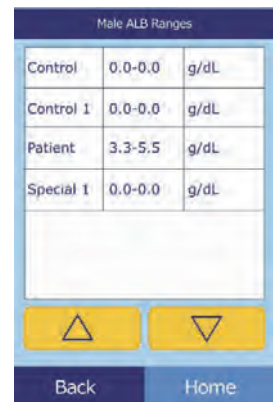 Male ALB Ranges
Control 0.0-0.0 g/dL
Control 1 0.0-0.0 g/dL
Patient 3.3-5.5 g/dL
Special 1 0.0-0.0 g/dL
Back Home